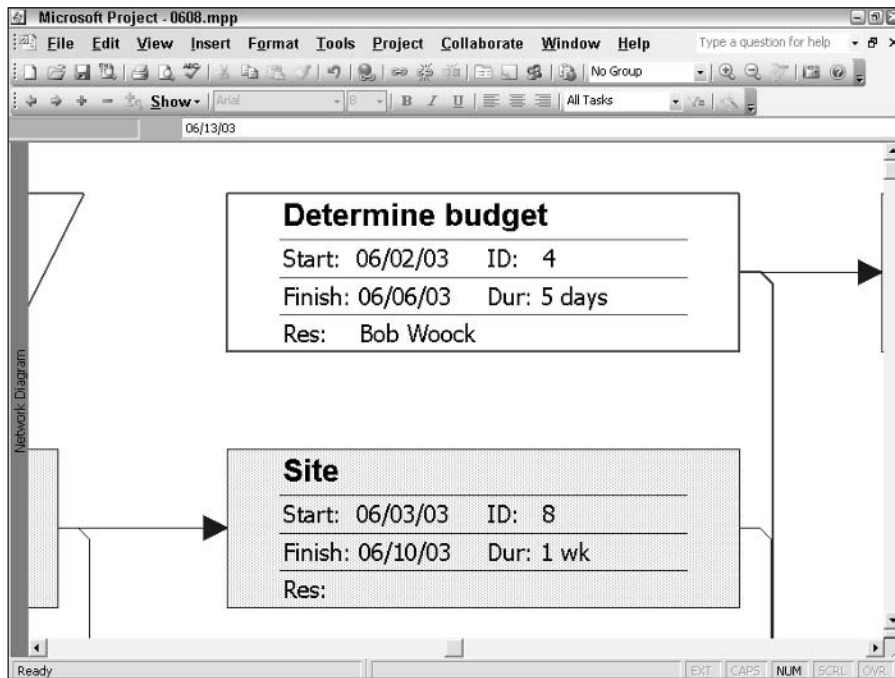 Microsoft Project - 0608.mpp
File Edit View Insert Format Tools Project Collaborate Window Help Type a question for help
No Group
Show Arial 8 B I U All Tasks
06/13/03
Determine budget
Start: 06/02/03 ID: 4
Finish: 06/06/03 Dur: 5 days
Res: Bob Woock
Network Diagram
Site
Start: 06/03/03 ID: 8
Finish: 06/10/03 Dur: 1 wk
Res:
Ready EXT CAPS NUM SCRL OVR